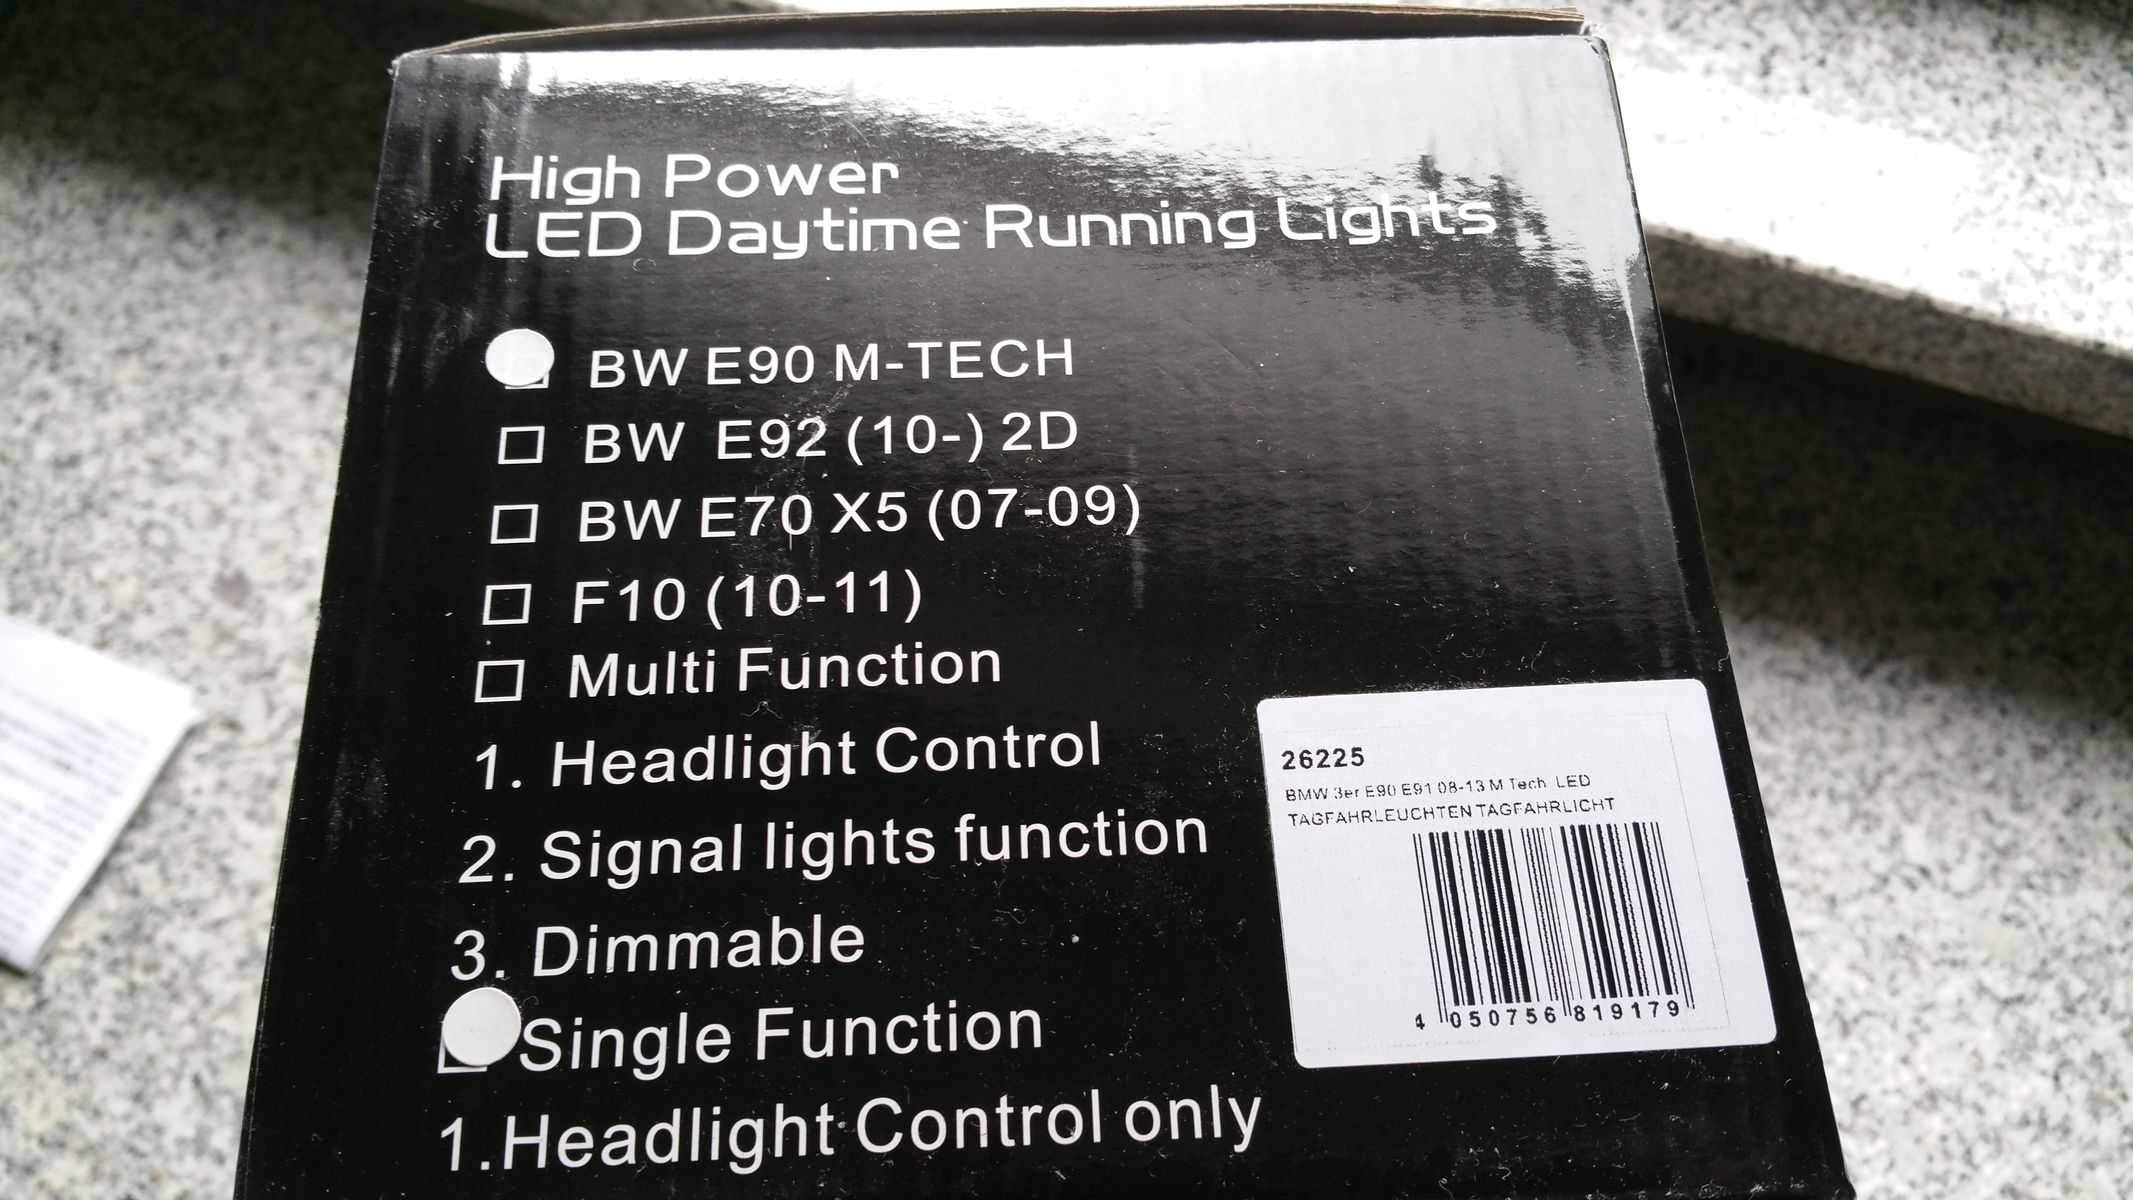 High Power
LED Daytime Running Lights
BW E90 M-TECH
BW E92 (10-) 2D
BW E70 X5 (07-09)
F10 (10-11)
Multi Function
1. Headlight Control
2. Signal lights function
3. Dimmable
Single Function
1.Headlight Control only
26225
BMW 3er E90 E91 08-13 M Tech LED
TAGFAHRLEUCHTEN TAGFAHRLICHT
4 050756 819179